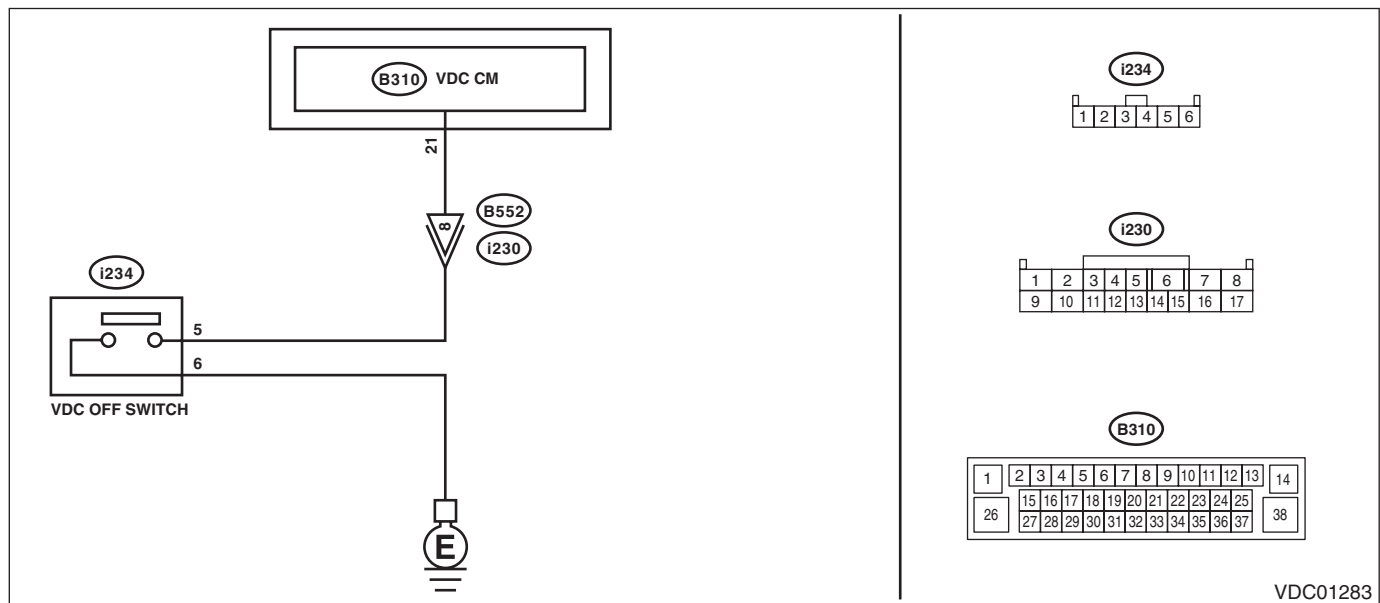 B310 VDC CM
21
8
B552
i230
i234
5
6
VDC OFF SWITCH
E
i234
1 2 3 4 5 6
i230
1 2 3 4 5 6 7 8
9 10 11 12 13 14 15 16 17
B310
1 2 3 4 5 6 7 8 9 10 11 12 13 14
15 16 17 18 19 20 21 22 23 24 25
26 27 28 29 30 31 32 33 34 35 36 37 38
VDC01283